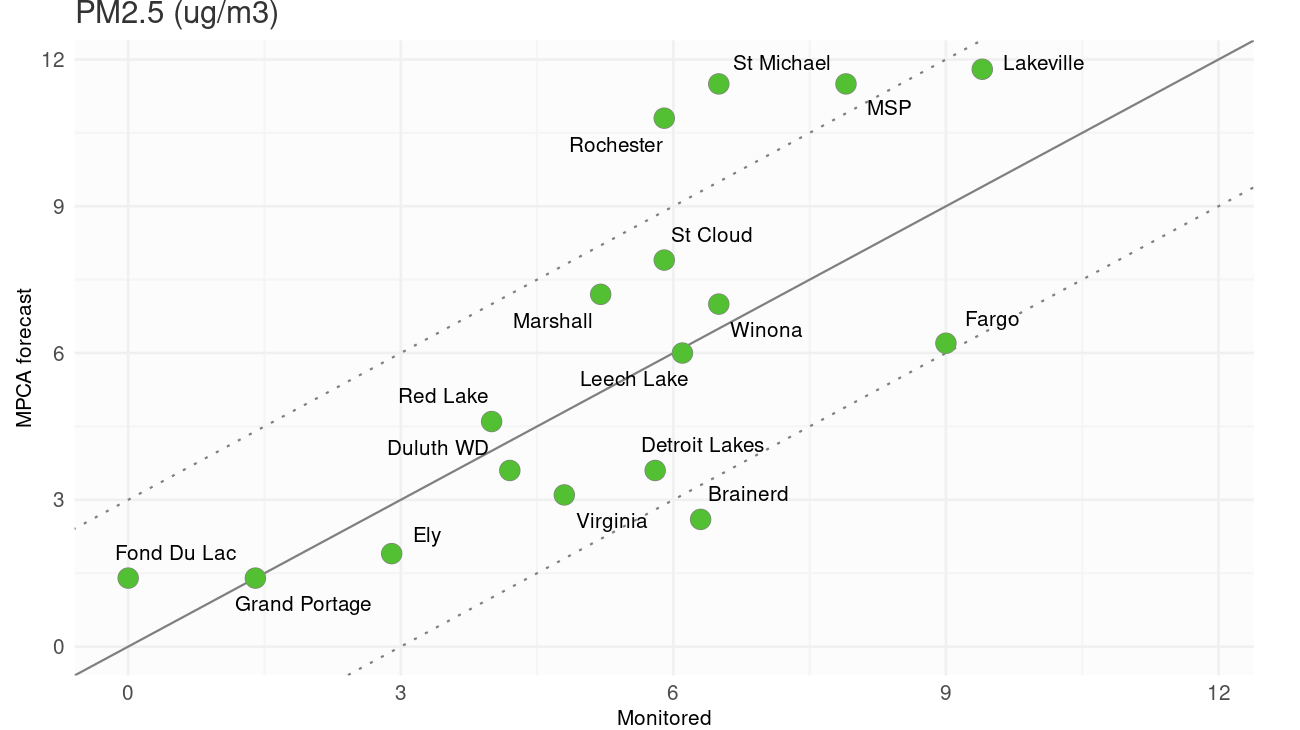 PM2.5 (ug/m3)
12
9
6
3
0
MPCA forecast
St Michael
Lakeville
MSP
Rochester
St Cloud
Marshall
Winona
Fargo
Leech Lake
Red Lake
Duluth WD
Detroit Lakes
Brainerd
Virginia
Ely
Fond Du Lac
Grand Portage
0
3
6
9
12
Monitored